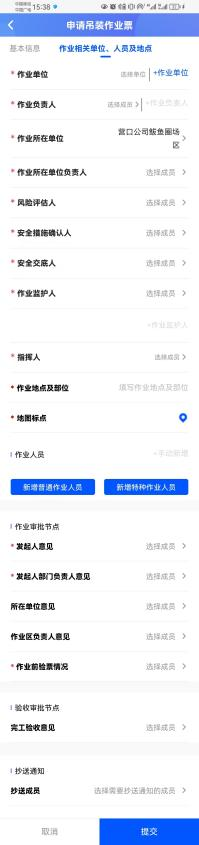 15:38
申请吊装作业票
基本信息 作业相关单位、人员及地点
* 作业单位 选择单位 +作业单位
* 作业负责人 选择成员 +作业负责人
* 作业所在单位 营口公司鲅鱼圈场
区
* 作业所在单位负责人 选择成员
* 风险评估人 选择成员
* 安全措施确认人 选择成员
* 安全交底人 选择成员
* 作业监护人 选择成员
+作业监护人
* 指挥人 选择成员
* 作业地点及部位 填写作业地点及部位
* 地图标点
作业人员 +手动新增
新增普通作业人员 新增特种作业人员
作业审批节点
* 发起人意见 选择成员
* 发起人部门负责人意见 选择成员
所在单位意见 选择成员
作业区负责人意见 选择成员
* 作业前验票情况 选择成员
验收审批节点
完工验收意见 选择成员
抄送通知
抄送成员 选择需要抄送通知的成员
取消 提交